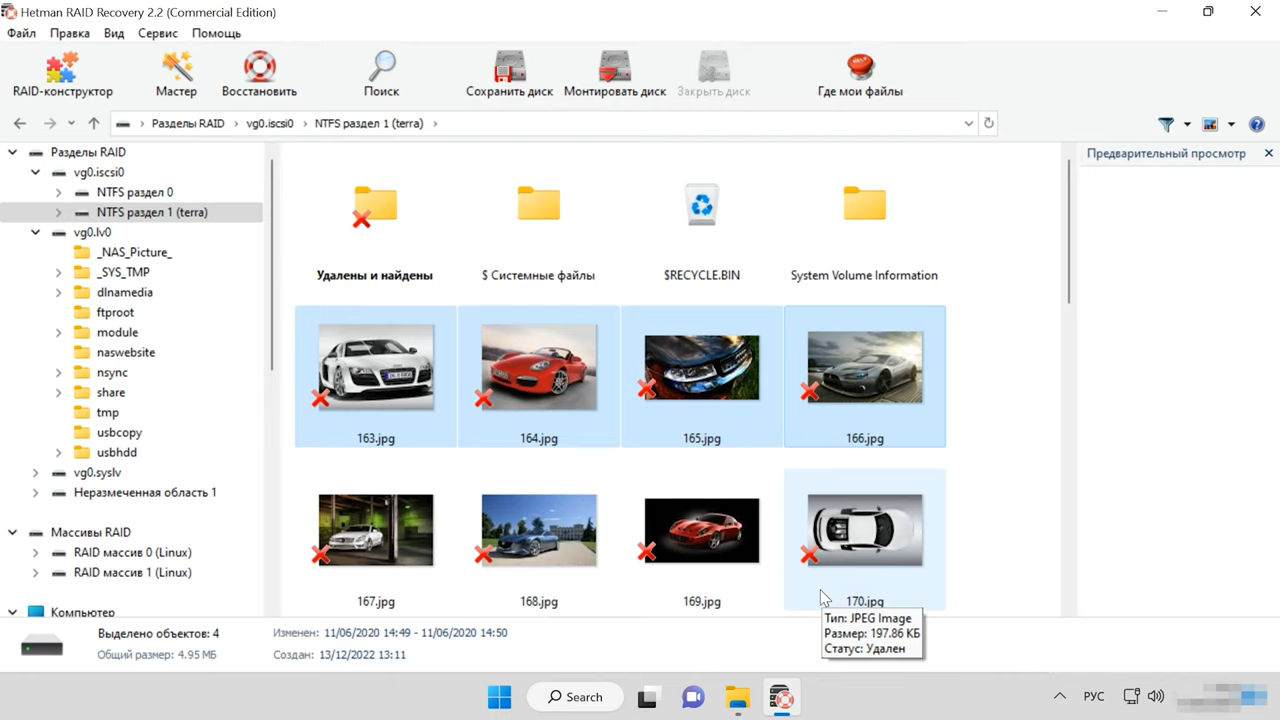 Hetman RAID Recovery 2.2 (Commercial Edition)
Файл Правка Вид Сервис Помощь
RAID-конструктор Мастер Восстановить Поиск Сохранить диск Монтировать диск Закрыть диск Где мои файлы
HELP
Разделы RAID vg0.iscsi0 NTFS раздел 1 (terra)
Разделы RAID
vg0.iscsi0
NTFS раздел 0
NTFS раздел 1 (terra)
vg0.lv0
_NAS_Picture_
_SYS_TMP
dlnamedia
ftproot
module
naswebsite
nsync
share
tmp
usbcopy
usbhdd
vg0.syslv
Неразмеченная область 1
Массивы RAID
RAID массив 0 (Linux)
RAID массив 1 (Linux)
Компьютер
Удалены и найдены $ Системные файлы $RECYCLE.BIN System Volume Information
163.jpg 164.jpg 165.jpg 166.jpg
167.jpg 168.jpg 169.jpg 170.jpg
Тип: JPEG Image
Размер: 197.86 КБ
Статус: Удален
Предварительный просмотр
Выделено объектов: 4 Изменен: 11/06/2020 14:49 - 11/06/2020 14:50
Общий размер: 4.95 МБ Создан: 13/12/2022 13:11
Search РУС